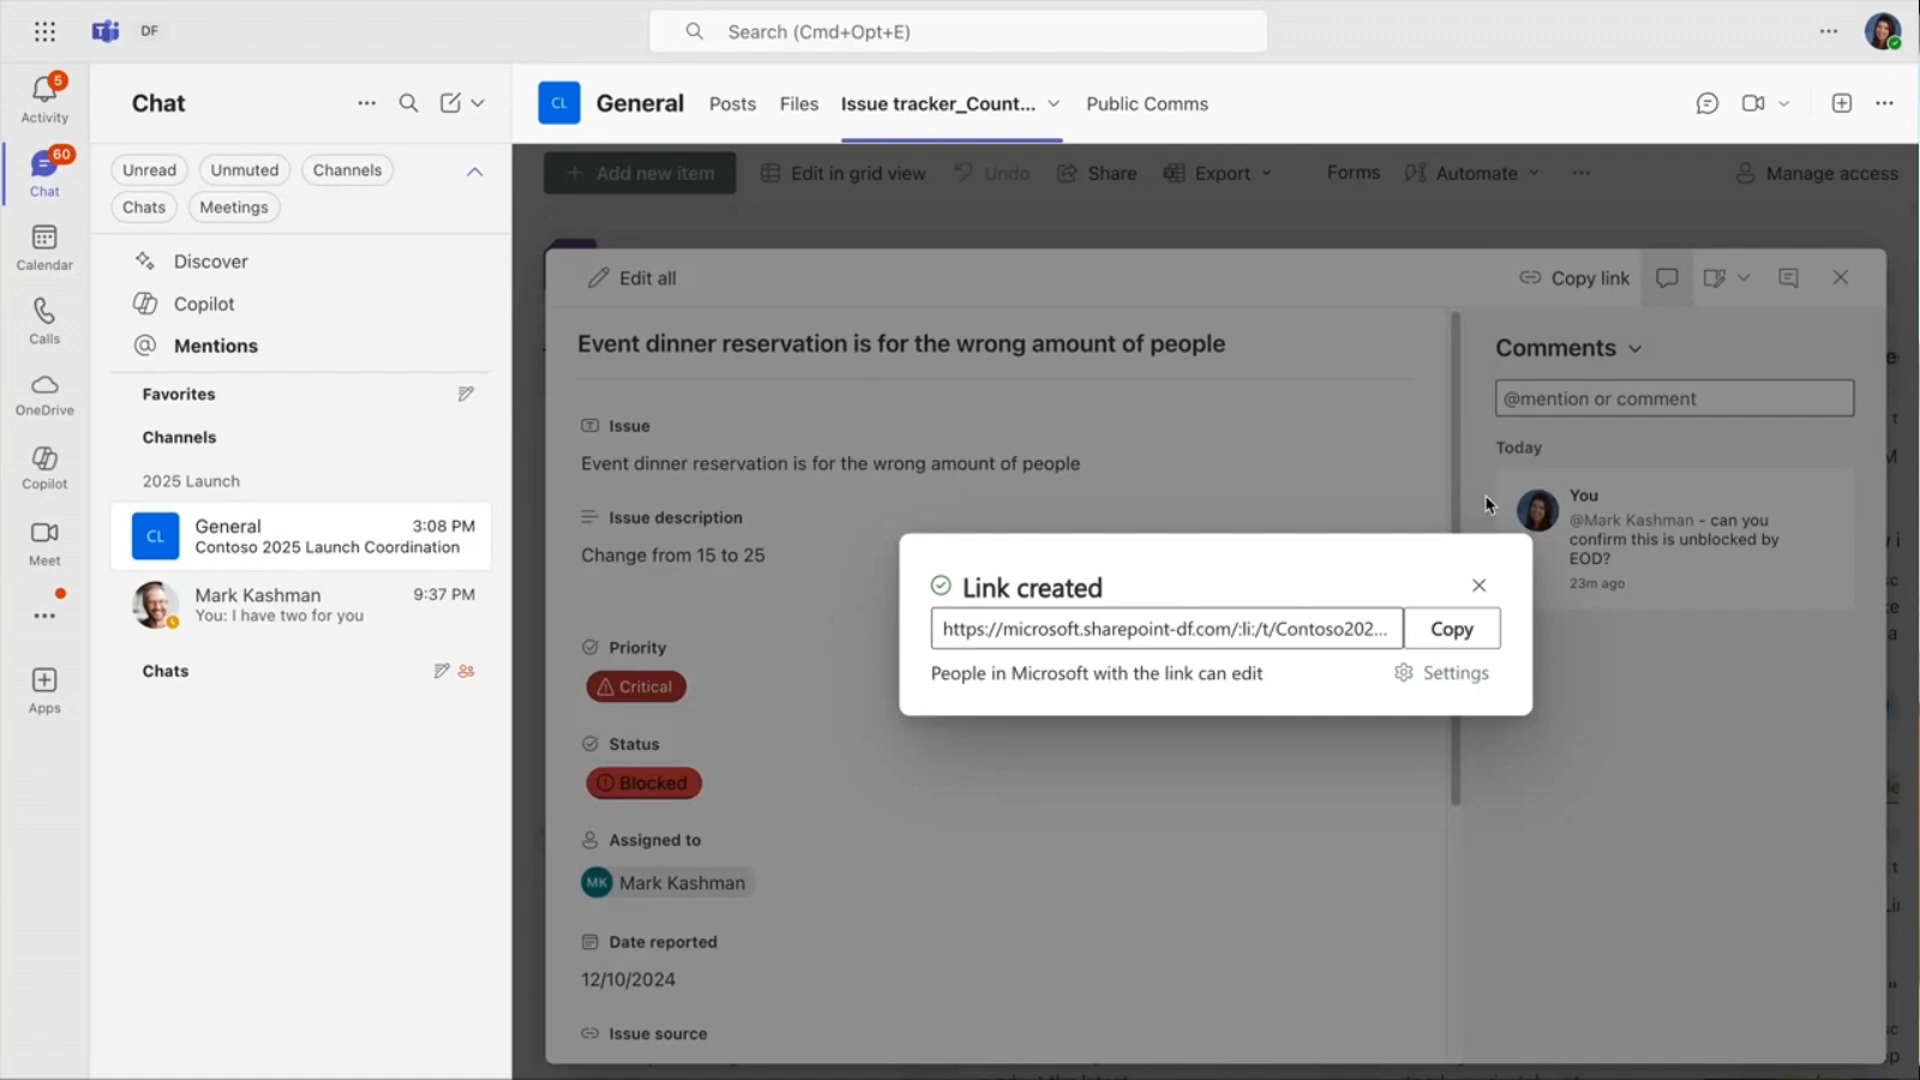 DF
Search (Cmd+Opt+E)
5
Activity
60
Chat
Calendar
Calls
OneDrive
Copilot
Meet
Apps
Chat
Unread
Unmuted
Channels
Chats
Meetings
Discover
Copilot
@ Mentions
Favorites
Channels
2025 Launch
CL
General
3:08 PM
Contoso 2025 Launch Coordination
Mark Kashman
9:37 PM
You: I have two for you
Chats
CL
General
Posts
Files
Issue tracker_Count...
Public Comms
+ Add new item
Edit in grid view
Undo
Share
Export
Forms
Automate
Manage access
Edit all
Copy link
Event dinner reservation is for the wrong amount of people
Issue
Event dinner reservation is for the wrong amount of people
Issue description
Change from 15 to 25
Priority
Critical
Status
Blocked
Assigned to
MK Mark Kashman
Date reported
12/10/2024
Issue source
Comments
@mention or comment
Today
You
@Mark Kashman - can you
confirm this is unblocked by
EOD?
23m ago
Link created
https://microsoft.sharepoint-df.com/:li:/t/Contoso202...
Copy
People in Microsoft with the link can edit
Settings